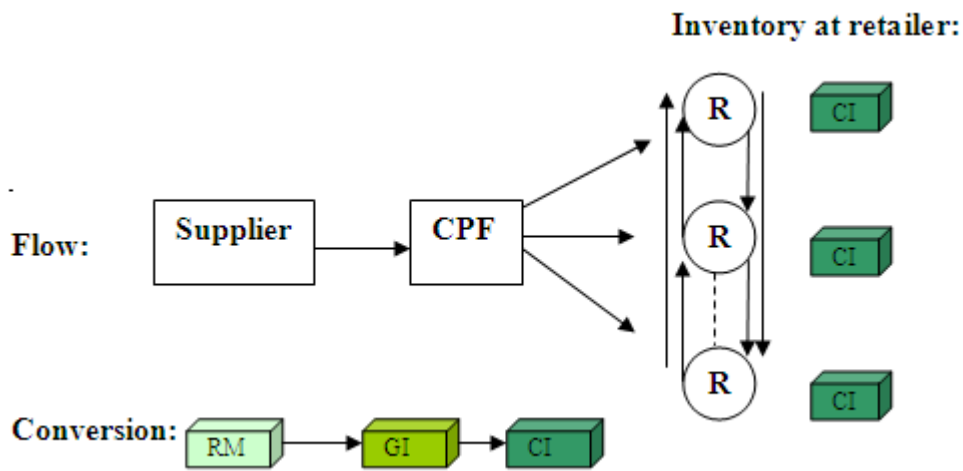 Inventory at retailer:
R
CI
Flow:
Supplier
CPF
R
CI
R
CI
Conversion:
RM
GI
CI